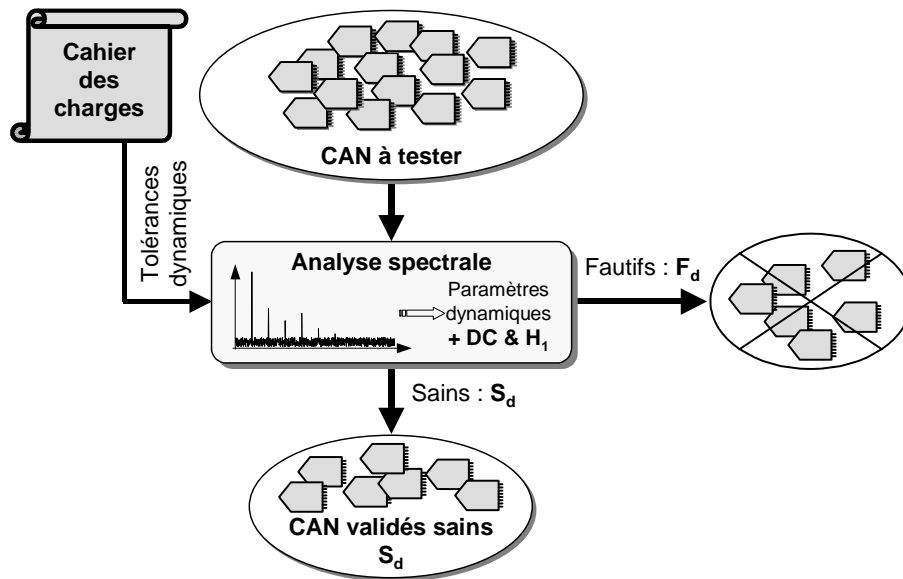 Cahier
des
charges
CAN à tester
Tolérances
dynamiques
Analyse spectrale
Paramètres
dynamiques
+ DC & H1
Fautifs : Fd
Sains : Sd
CAN validés sains
Sd